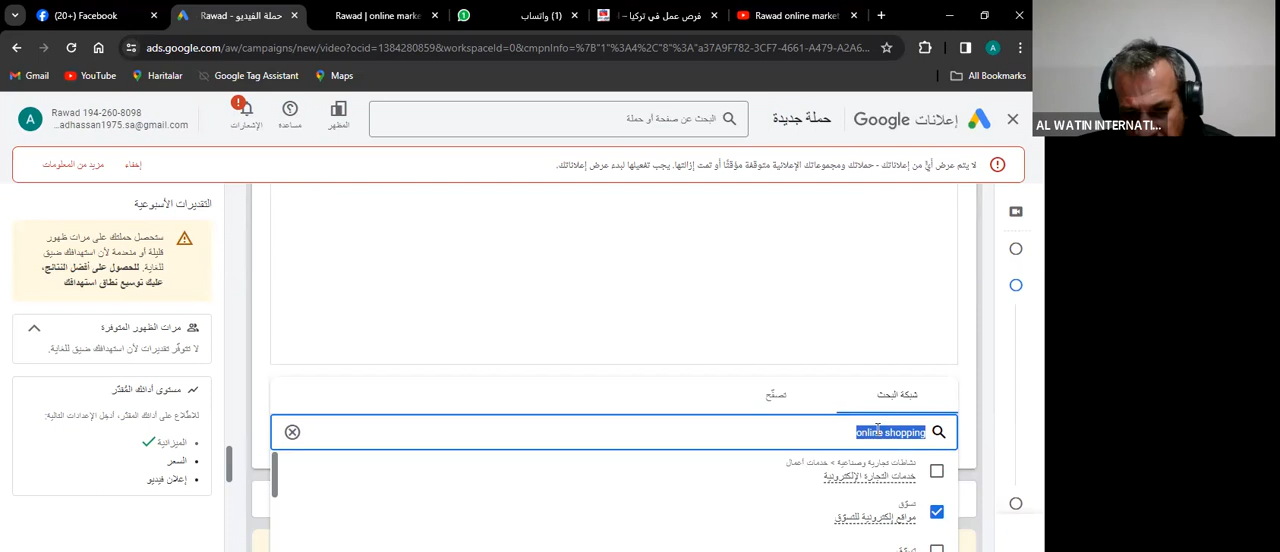 (20+) Facebook
حملة الفيديو - Rawad
Rawad | online marke
(1) واتساب
فرص عمل في تركيا – ا
Rawad online market
ads.google.com/aw/campaigns/new/video?ocid=1384280859&workspaceId=0&cmpnInfo=%7B"1"%3A4%2C"8"%3A"a37A9F782-3CF7-4661-A479-A2A6...
Gmail
YouTube
Haritalar
Google Tag Assistant
Maps
All Bookmarks
AL WATIN INTERNATI...
A
Rawad 194-260-8098
...adhassan1975.sa@gmail.com
الإشعارات
مساعدة
المظهر
البحث عن صفحة أو حملة
حملة جديدة
إعلانات Google
لا يتم عرض أيٍّ من إعلاناتك - حملاتك ومجموعاتك الإعلانية متوقفة مؤقتًا أو تمت إزالتها. يجب تفعيلها لبدء عرض إعلاناتك.
مزيد من المعلومات
إخفاء
التقديرات الأسبوعية
ستحصل حملتك على مرات ظهور
قليلة أو منعدمة لأن استهدافك ضيق
للغاية. للحصول على أفضل النتائج،
عليك توسيع نطاق استهدافك
مرات الظهور المتوفرة
لا تتوفّر تقديرات لأن استهدافك ضيق للغاية.
مستوى أدائك المُقدّر
للاطّلاع على أدائك المقدّر، أدخل الإعدادات التالية:
الميزانية
السعر
إعلان فيديو
شبكة البحث
تصفّح
online shopping
نشاطات تجارية وصناعية > خدمات أعمال
خدمات التجارة الإلكترونية
تسوّق
مواقع إلكترونية للتسوّق